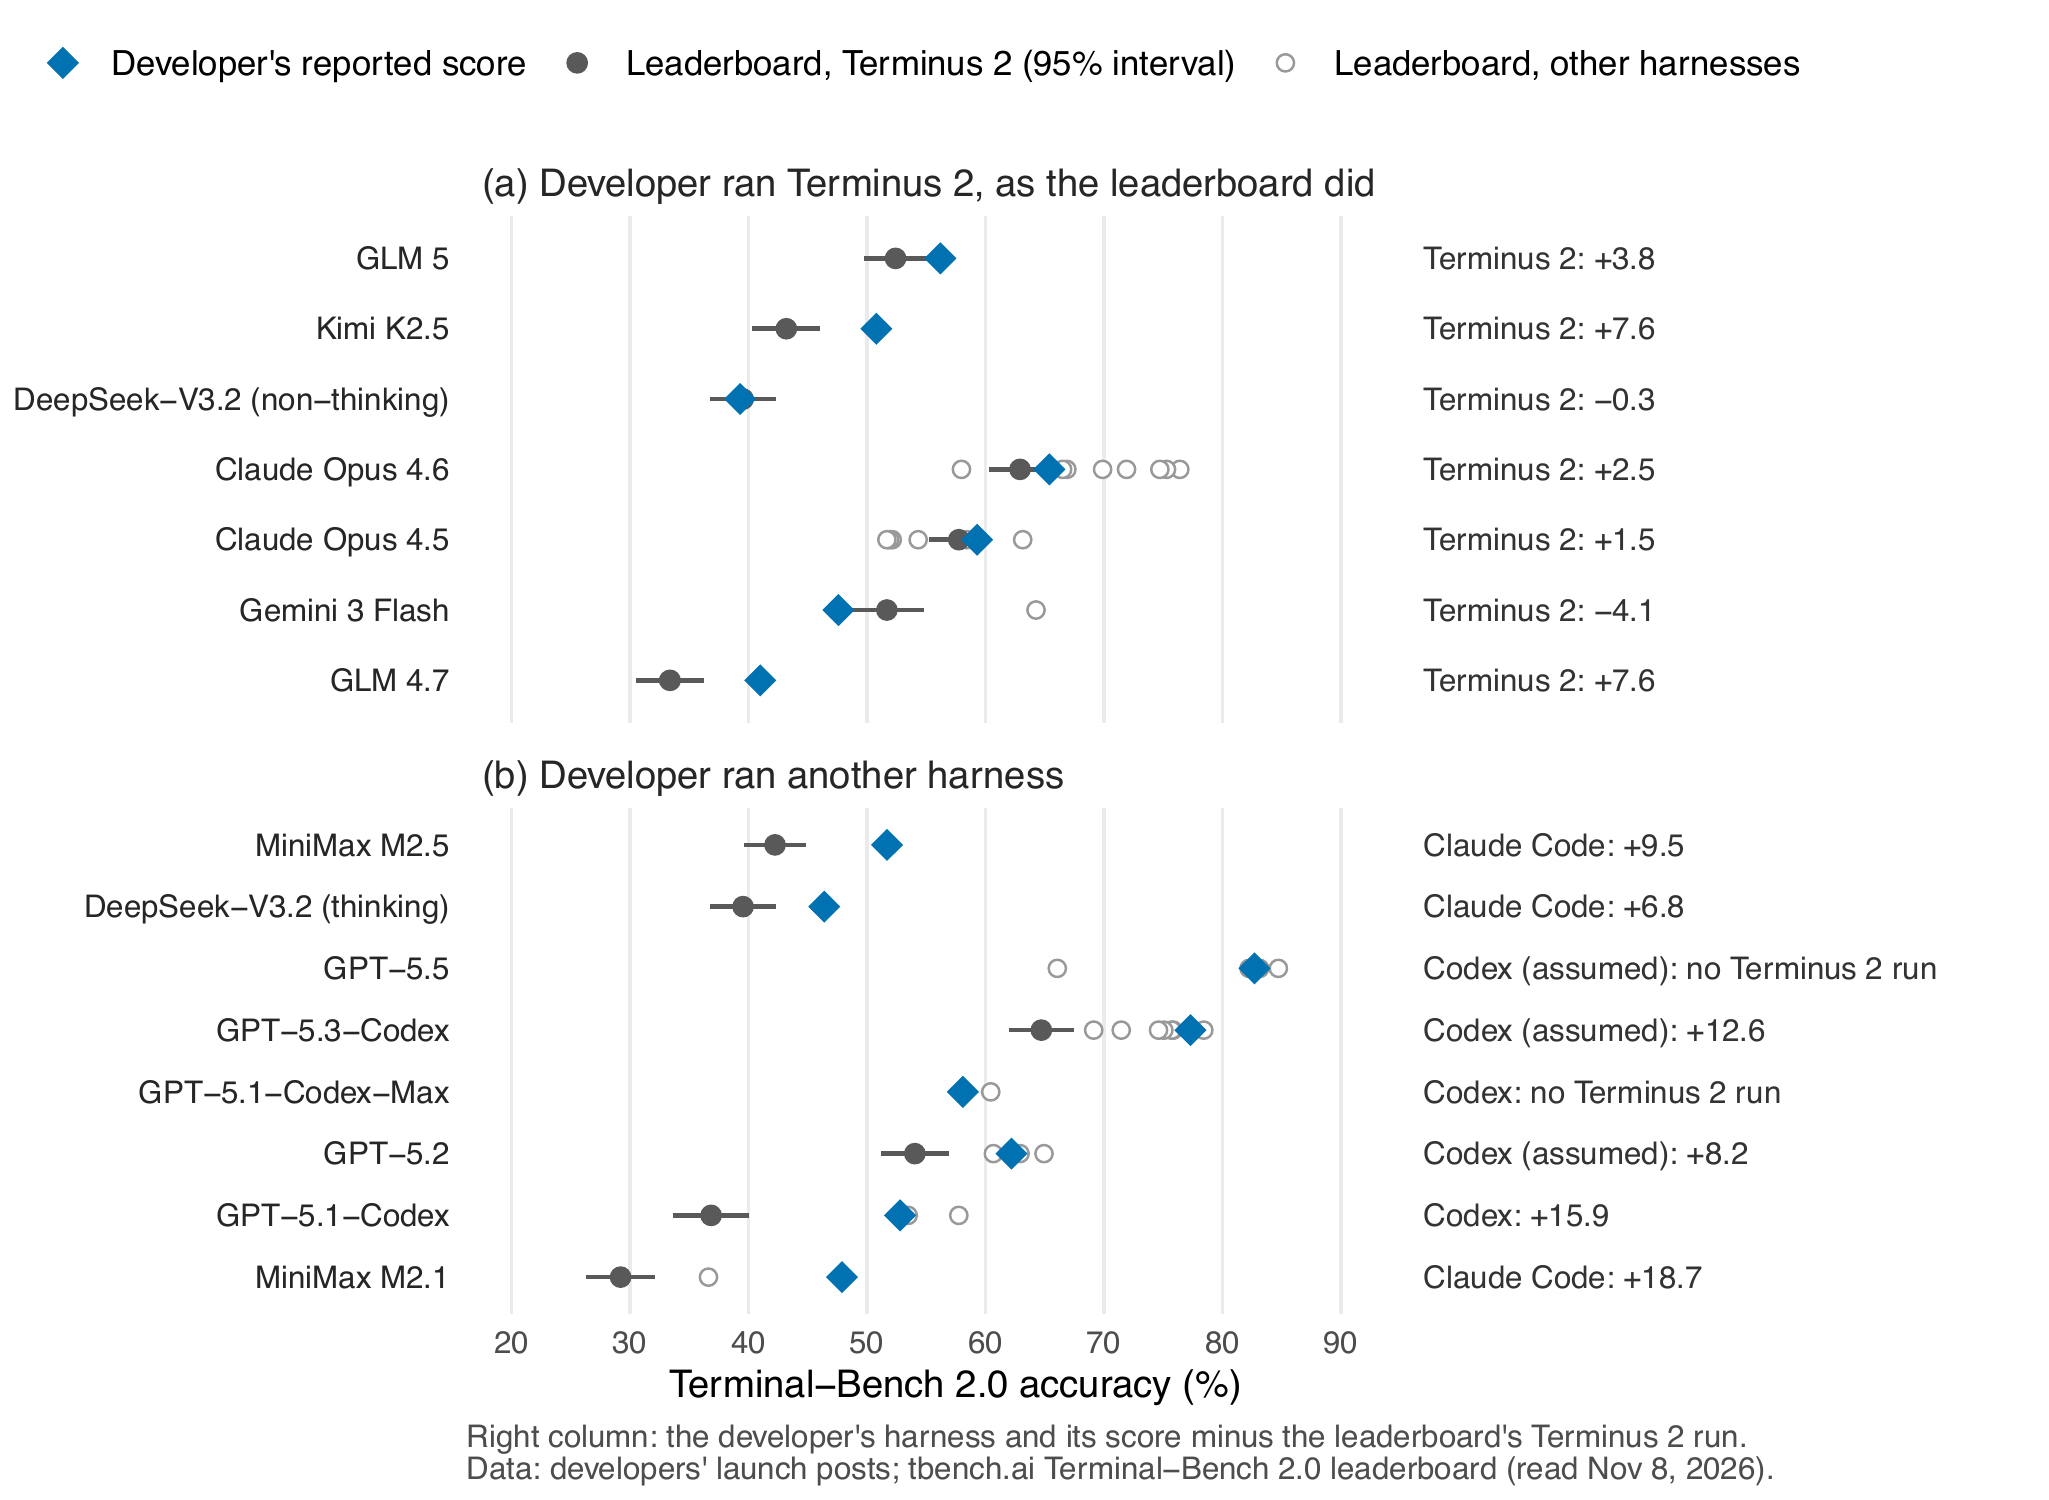 Developer's reported score
Leaderboard, Terminus 2 (95% interval)
Leaderboard, other harnesses
(a) Developer ran Terminus 2, as the leaderboard did
GLM 5
Terminus 2: +3.8
Kimi K2.5
Terminus 2: +7.6
DeepSeek−V3.2 (non−thinking)
Terminus 2: −0.3
Claude Opus 4.6
Terminus 2: +2.5
Claude Opus 4.5
Terminus 2: +1.5
Gemini 3 Flash
Terminus 2: −4.1
GLM 4.7
Terminus 2: +7.6
(b) Developer ran another harness
MiniMax M2.5
Claude Code: +9.5
DeepSeek−V3.2 (thinking)
Claude Code: +6.8
GPT−5.5
Codex (assumed): no Terminus 2 run
GPT−5.3−Codex
Codex (assumed): +12.6
GPT−5.1−Codex−Max
Codex: no Terminus 2 run
GPT−5.2
Codex (assumed): +8.2
GPT−5.1−Codex
Codex: +15.9
MiniMax M2.1
Claude Code: +18.7
20 30 40 50 60 70 80 90
Terminal−Bench 2.0 accuracy (%)
Right column: the developer's harness and its score minus the leaderboard's Terminus 2 run.
Data: developers' launch posts; tbench.ai Terminal−Bench 2.0 leaderboard (read Nov 8, 2026).